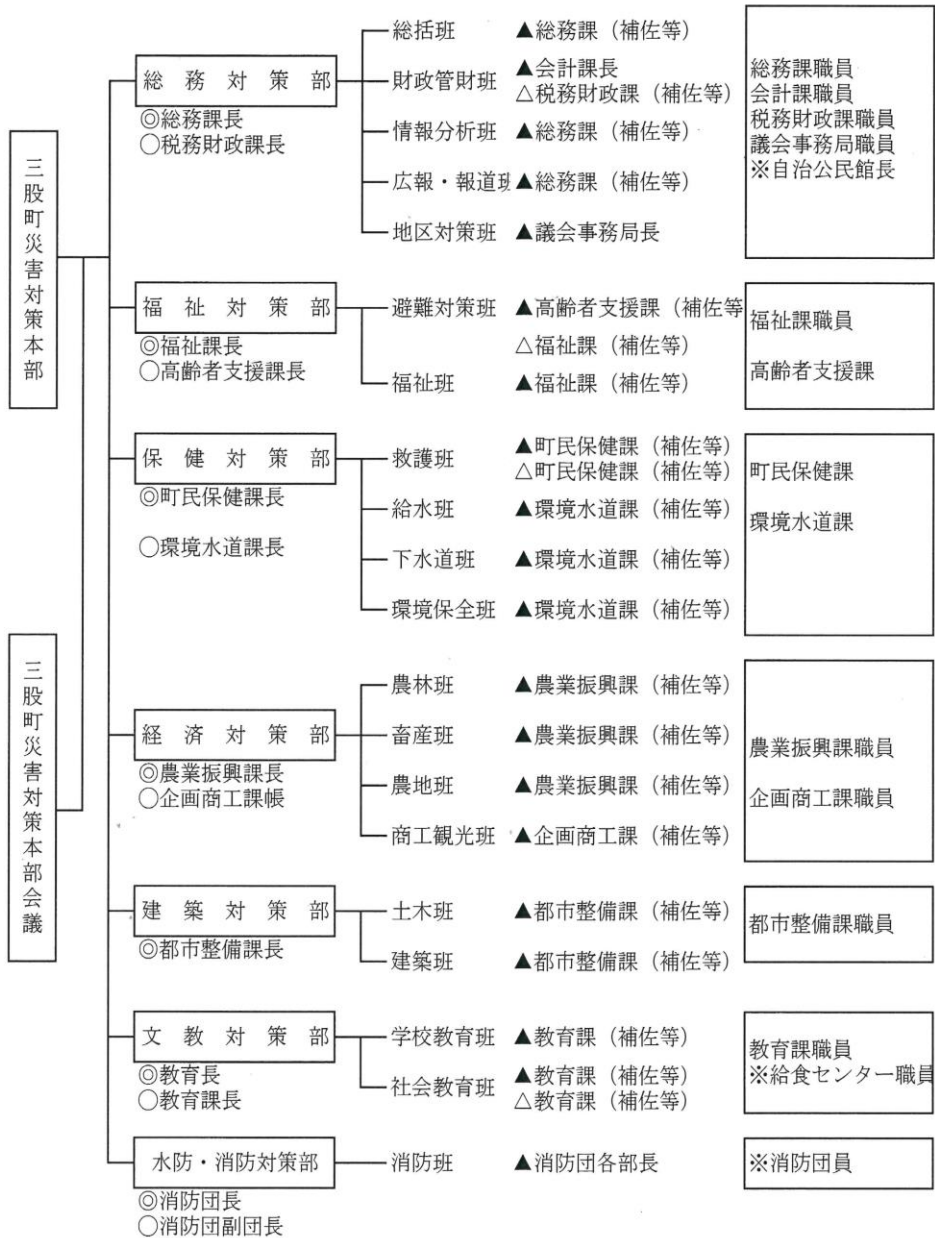 三股町災害対策本部
三股町災害対策本部会議
総務対策部
◎総務課長
○税務財政課長
総括班 ▲総務課（補佐等）
財政管財班 ▲会計課長
△税務財政課（補佐等）
情報分析班 ▲総務課（補佐等）
広報・報道班 ▲総務課（補佐等）
地区対策班 ▲議会事務局長
総務課職員
会計課職員
税務財政課職員
議会事務局職員
※自治公民館長
福祉対策部
◎福祉課長
○高齢者支援課長
避難対策班 ▲高齢者支援課（補佐等
△福祉課（補佐等）
福祉班 ▲福祉課（補佐等）
福祉課職員
高齢者支援課
保健対策部
◎町民保健課長
○環境水道課長
救護班 ▲町民保健課（補佐等）
△町民保健課（補佐等）
給水班 ▲環境水道課（補佐等）
下水道班 ▲環境水道課（補佐等）
環境保全班 ▲環境水道課（補佐等）
町民保健課
環境水道課
経済対策部
◎農業振興課長
○企画商工課帳
農林班 ▲農業振興課（補佐等）
畜産班 ▲農業振興課（補佐等）
農地班 ▲農業振興課（補佐等）
商工観光班 ▲企画商工課（補佐等）
農業振興課職員
企画商工課職員
建築対策部
◎都市整備課長
土木班 ▲都市整備課（補佐等）
建築班 ▲都市整備課（補佐等）
都市整備課職員
文教対策部
◎教育長
○教育課長
学校教育班 ▲教育課（補佐等）
社会教育班 ▲教育課（補佐等）
△教育課（補佐等）
教育課職員
※給食センター職員
水防・消防対策部
◎消防団長
○消防団副団長
消防班 ▲消防団各部長
※消防団員